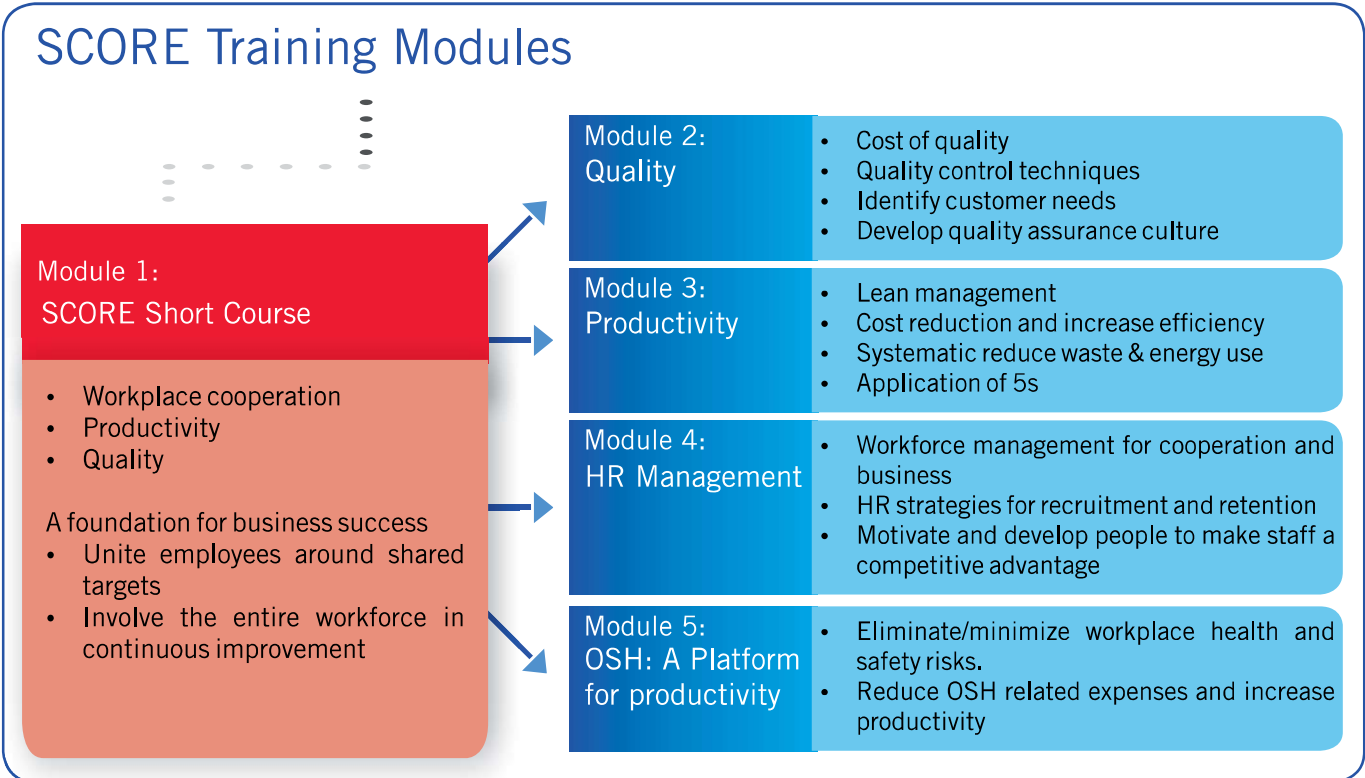 SCORE Training Modules
Module 1:
SCORE Short Course
• Workplace cooperation
• Productivity
• Quality
A foundation for business success
• Unite employees around shared
targets
• Involve the entire workforce in
continuous improvement
Module 2:
Quality
• Cost of quality
• Quality control techniques
• Identify customer needs
• Develop quality assurance culture
Module 3:
Productivity
• Lean management
• Cost reduction and increase efficiency
• Systematic reduce waste & energy use
• Application of 5s
Module 4:
HR Management
• Workforce management for cooperation and
business
• HR strategies for recruitment and retention
• Motivate and develop people to make staff a
competitive advantage
Module 5:
OSH: A Platform
for productivity
• Eliminate/minimize workplace health and
safety risks.
• Reduce OSH related expenses and increase
productivity